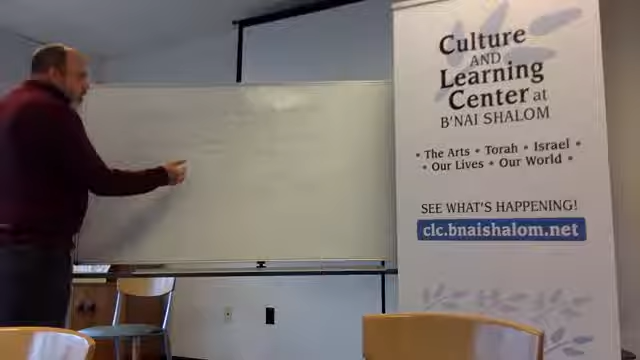 Culture
AND
Learning
Center at
B'NAI SHALOM
• The Arts • Torah • Israel •
• Our Lives • Our World •
SEE WHAT'S HAPPENING!
clc.bnaishalom.net